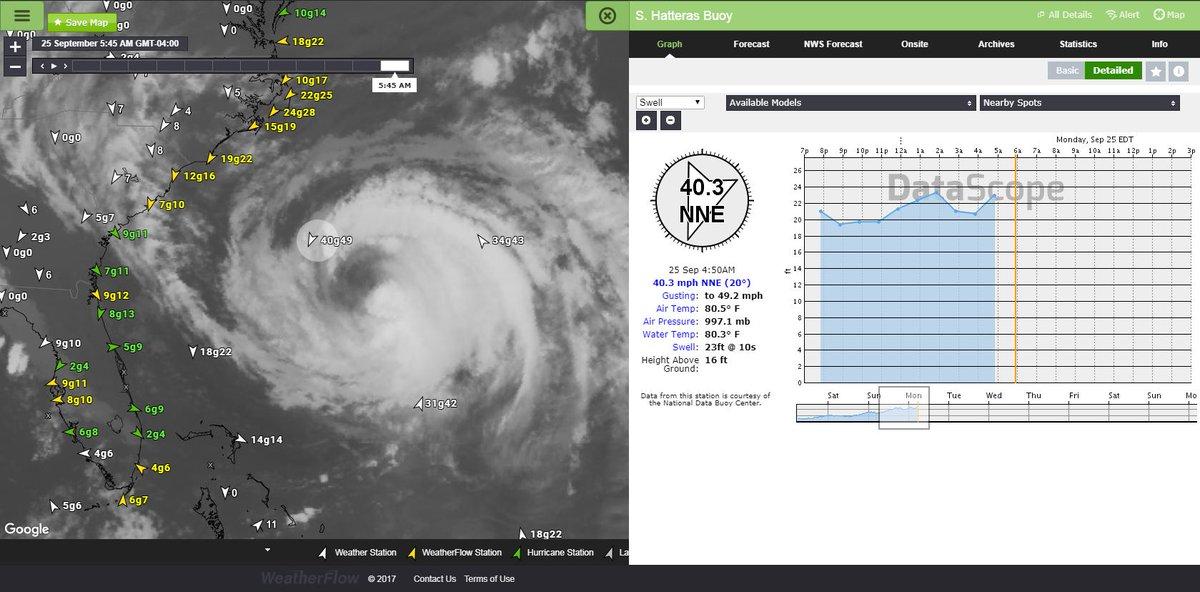 0g0
0g0
10g14
Save Map
0g0
0
18g22
25 September 5:45 AM GMT-04:00
2g4
5:45 AM
10g17
22g25
5
24g28
7
4
15g19
8
0g0
8
19g22
7
12g16
7g10
6
5g7
2g3
9g11
40g49
34g43
0g0
6
7g11
0g0
9g12
8g13
9g10
5g9
18g22
2g4
9g11
8g10
31g42
6g9
6g8
2g4
14g14
4g6
4g6
0
5g6
6g7
11
Google
18g22
Weather Station
WeatherFlow Station
Hurricane Station
La
WeatherFlow © 2017 Contact Us Terms of Use
S. Hatteras Buoy
All Details Alert Map
Graph Forecast NWS Forecast Onsite Archives Statistics Info
Basic Detailed
Swell Available Models Nearby Spots
40.3
NNE
25 Sep 4:50AM
40.3 mph NNE (20°)
Gusting: to 49.2 mph
Air Temp: 80.5° F
Air Pressure: 997.1 mb
Water Temp: 80.3° F
Swell: 23ft @ 10s
Height Above 16 ft
Ground:
Data from this station is courtesy of
the National Data Buoy Center.
Monday, Sep 25 EDT
7p 8p 9p 10p 11p 12a 1a 2a 3a 4a 5a 6a 7a 8a 9a 10a 11a 12p 1p 2p 3p
DataScope
26
24
22
20
18
16
ft 14
12
10
8
6
4
2
0
Sat Sun Mon Tue Wed Thu Fri Sat Sun Mo